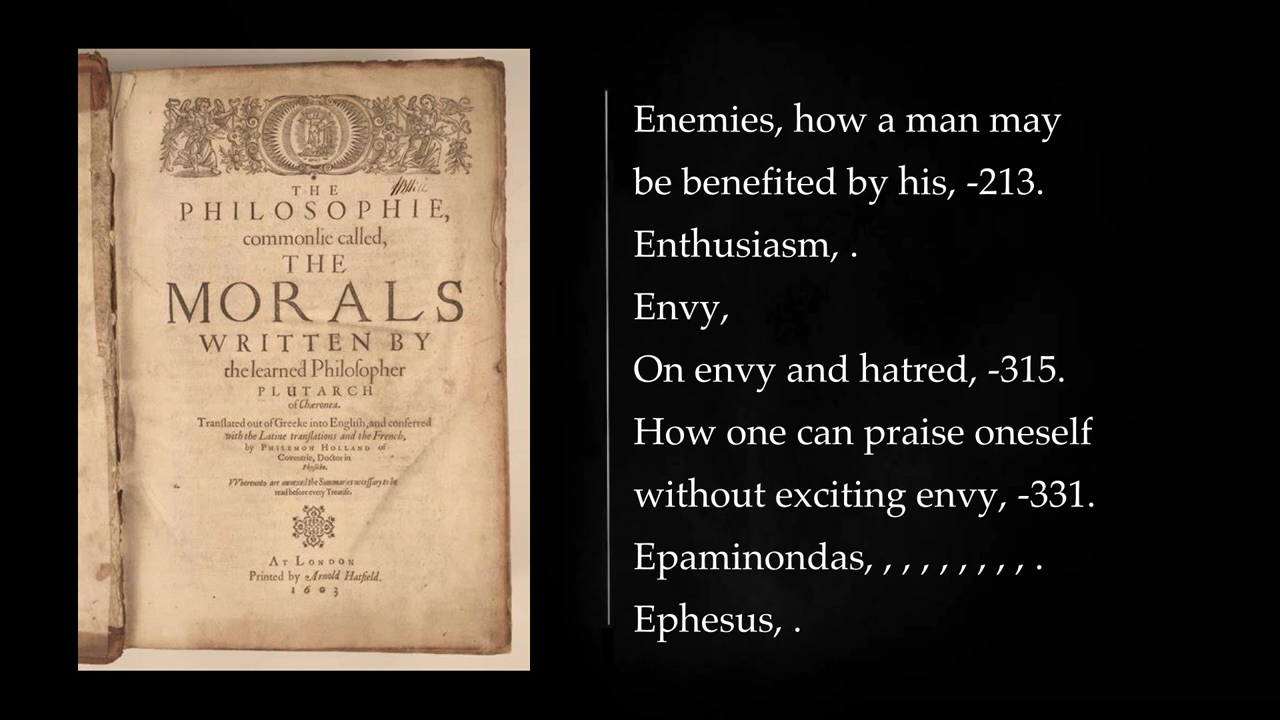 THE
PHILOSOPHIE,
commonlie called,
THE
MORALS
WRITTEN BY
the learned Philoſopher
PLUTARCH
of Chæronea.
Tranſlated out of Greeke into Engliſh, and conferred
with the Latine tranſlations and the French,
by PHILEMON HOLLAND of
Coventrie, Doctor in
Phyſicke.
VVhereunto are annexed the Summaries neceſſary to be
read before every Treatiſe.
AT LONDON
Printed by Arnold Hatfield.
1603
Enemies, how a man may
be benefited by his, -213.
Enthusiasm, .
Envy,
On envy and hatred, -315.
How one can praise oneself
without exciting envy, -331.
Epaminondas, , , , , , , , , .
Ephesus, .